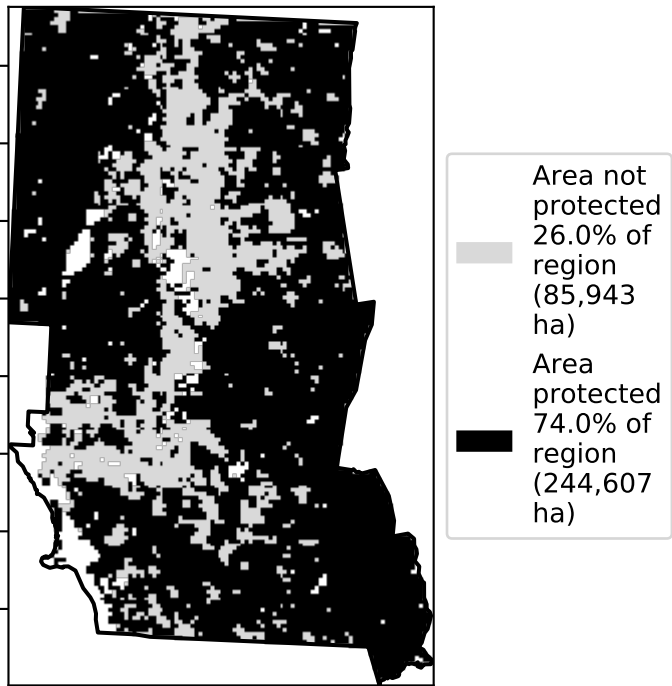 Area not
protected
26.0% of
region
(85,943
ha)
Area
protected
74.0% of
region
(244,607
ha)